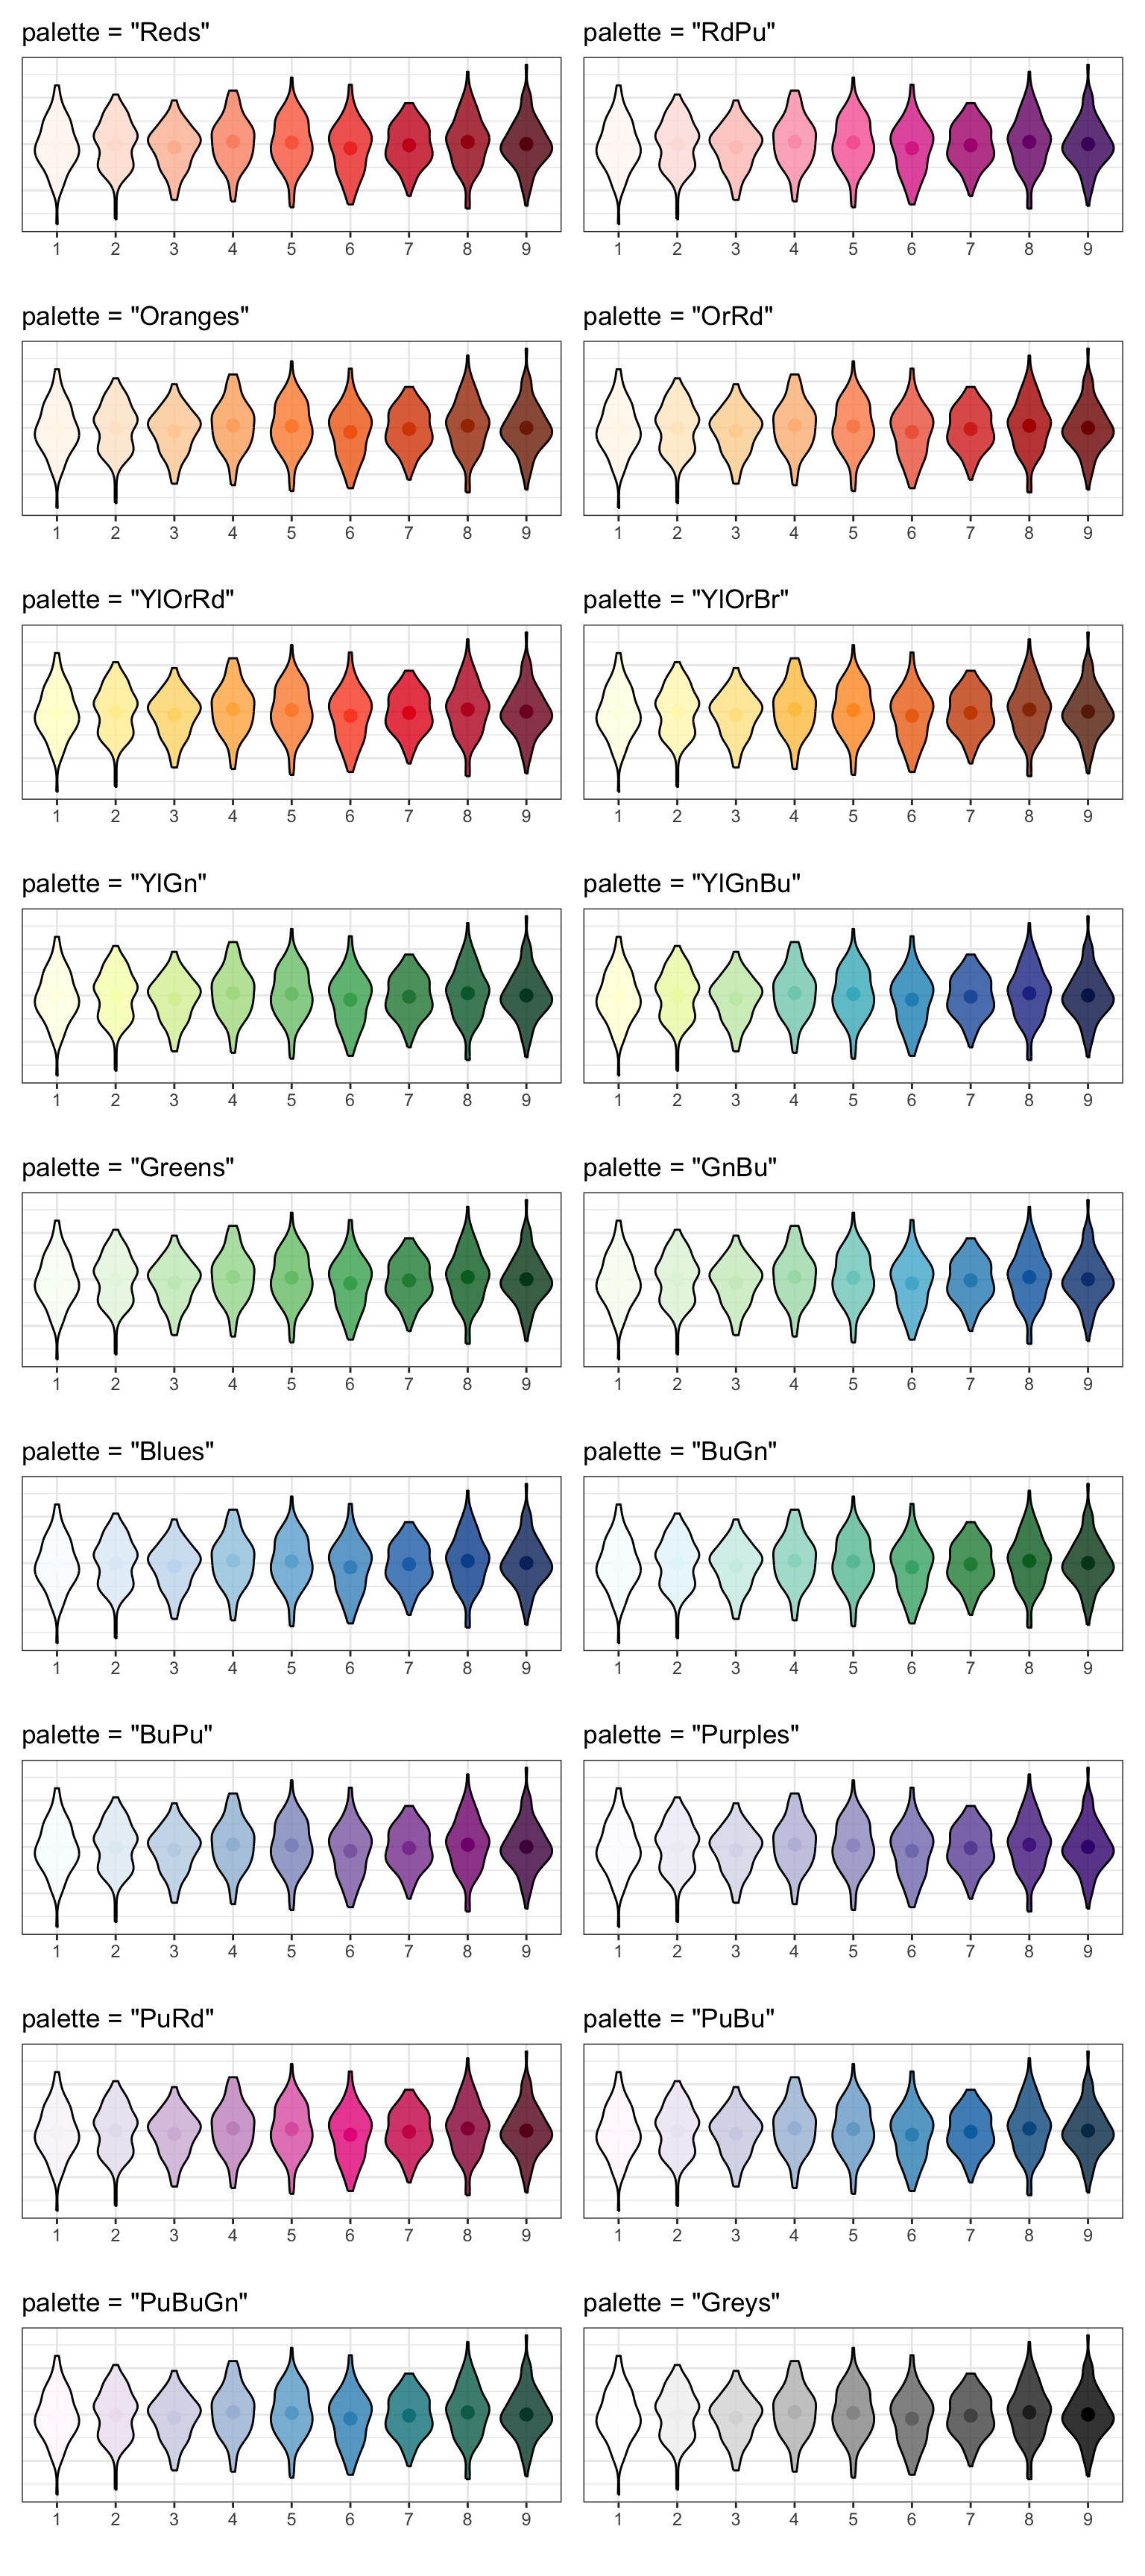 palette = "Reds"
1 2 3 4 5 6 7 8 9
palette = "RdPu"
1 2 3 4 5 6 7 8 9
palette = "Oranges"
1 2 3 4 5 6 7 8 9
palette = "OrRd"
1 2 3 4 5 6 7 8 9
palette = "YlOrRd"
1 2 3 4 5 6 7 8 9
palette = "YlOrBr"
1 2 3 4 5 6 7 8 9
palette = "YlGn"
1 2 3 4 5 6 7 8 9
palette = "YlGnBu"
1 2 3 4 5 6 7 8 9
palette = "Greens"
1 2 3 4 5 6 7 8 9
palette = "GnBu"
1 2 3 4 5 6 7 8 9
palette = "Blues"
1 2 3 4 5 6 7 8 9
palette = "BuGn"
1 2 3 4 5 6 7 8 9
palette = "BuPu"
1 2 3 4 5 6 7 8 9
palette = "Purples"
1 2 3 4 5 6 7 8 9
palette = "PuRd"
1 2 3 4 5 6 7 8 9
palette = "PuBu"
1 2 3 4 5 6 7 8 9
palette = "PuBuGn"
1 2 3 4 5 6 7 8 9
palette = "Greys"
1 2 3 4 5 6 7 8 9